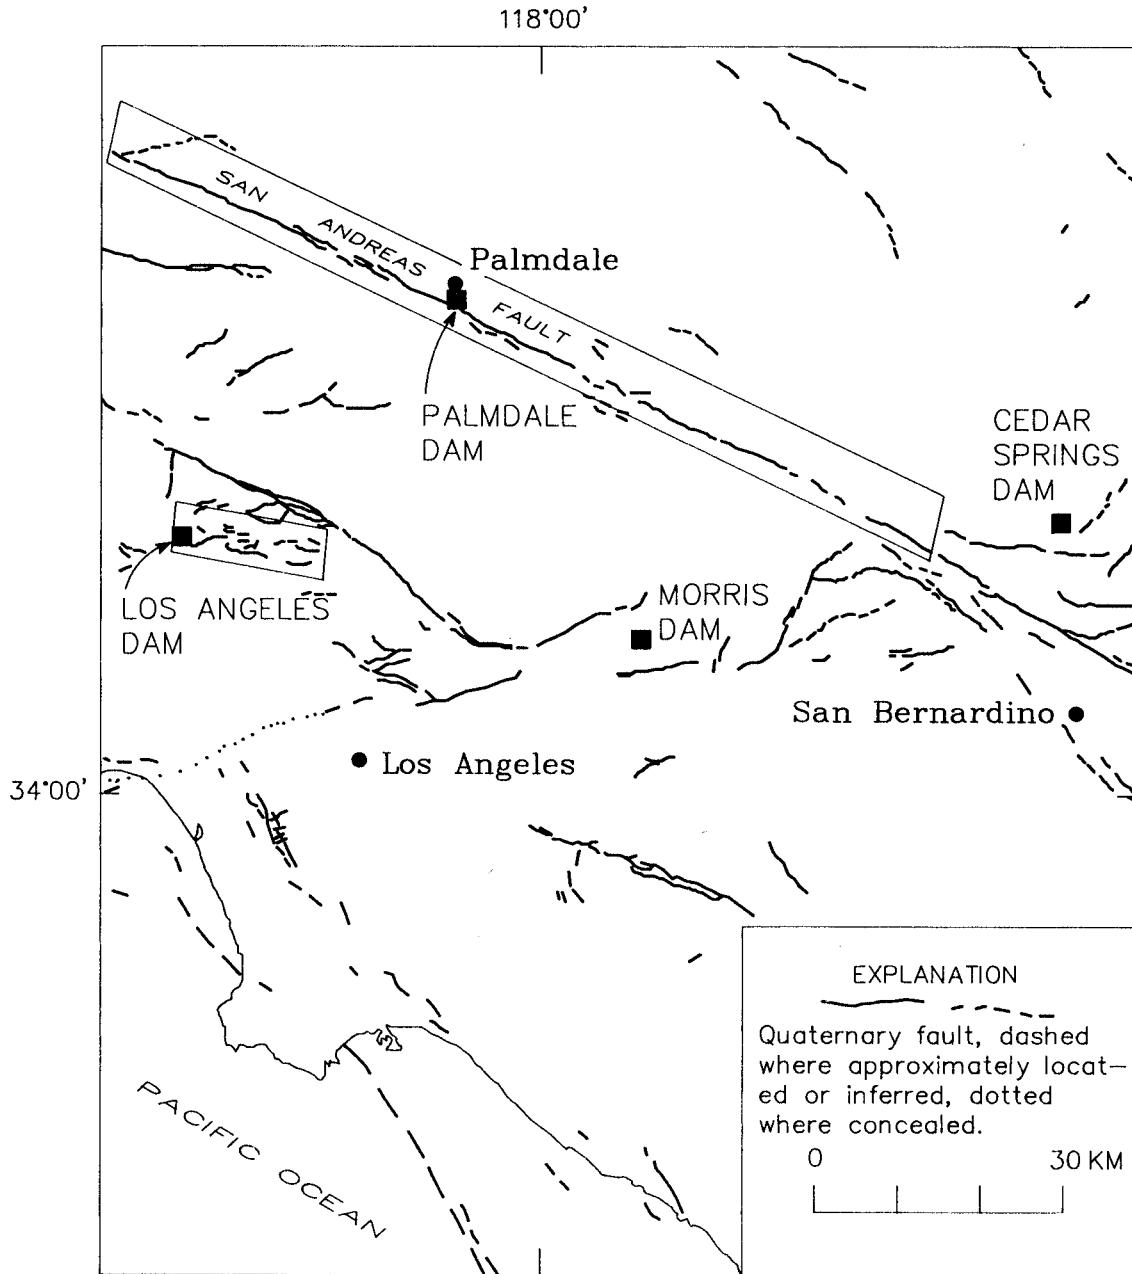 118°00'
SAN ANDREAS FAULT
Palmdale
PALMDALE
DAM
CEDAR
SPRINGS
DAM
LOS ANGELES
DAM
MORRIS
DAM
San Bernardino
Los Angeles
34°00'
PACIFIC OCEAN
EXPLANATION
Quaternary fault, dashed
where approximately locat-
ed or inferred, dotted
where concealed.
0 30 KM